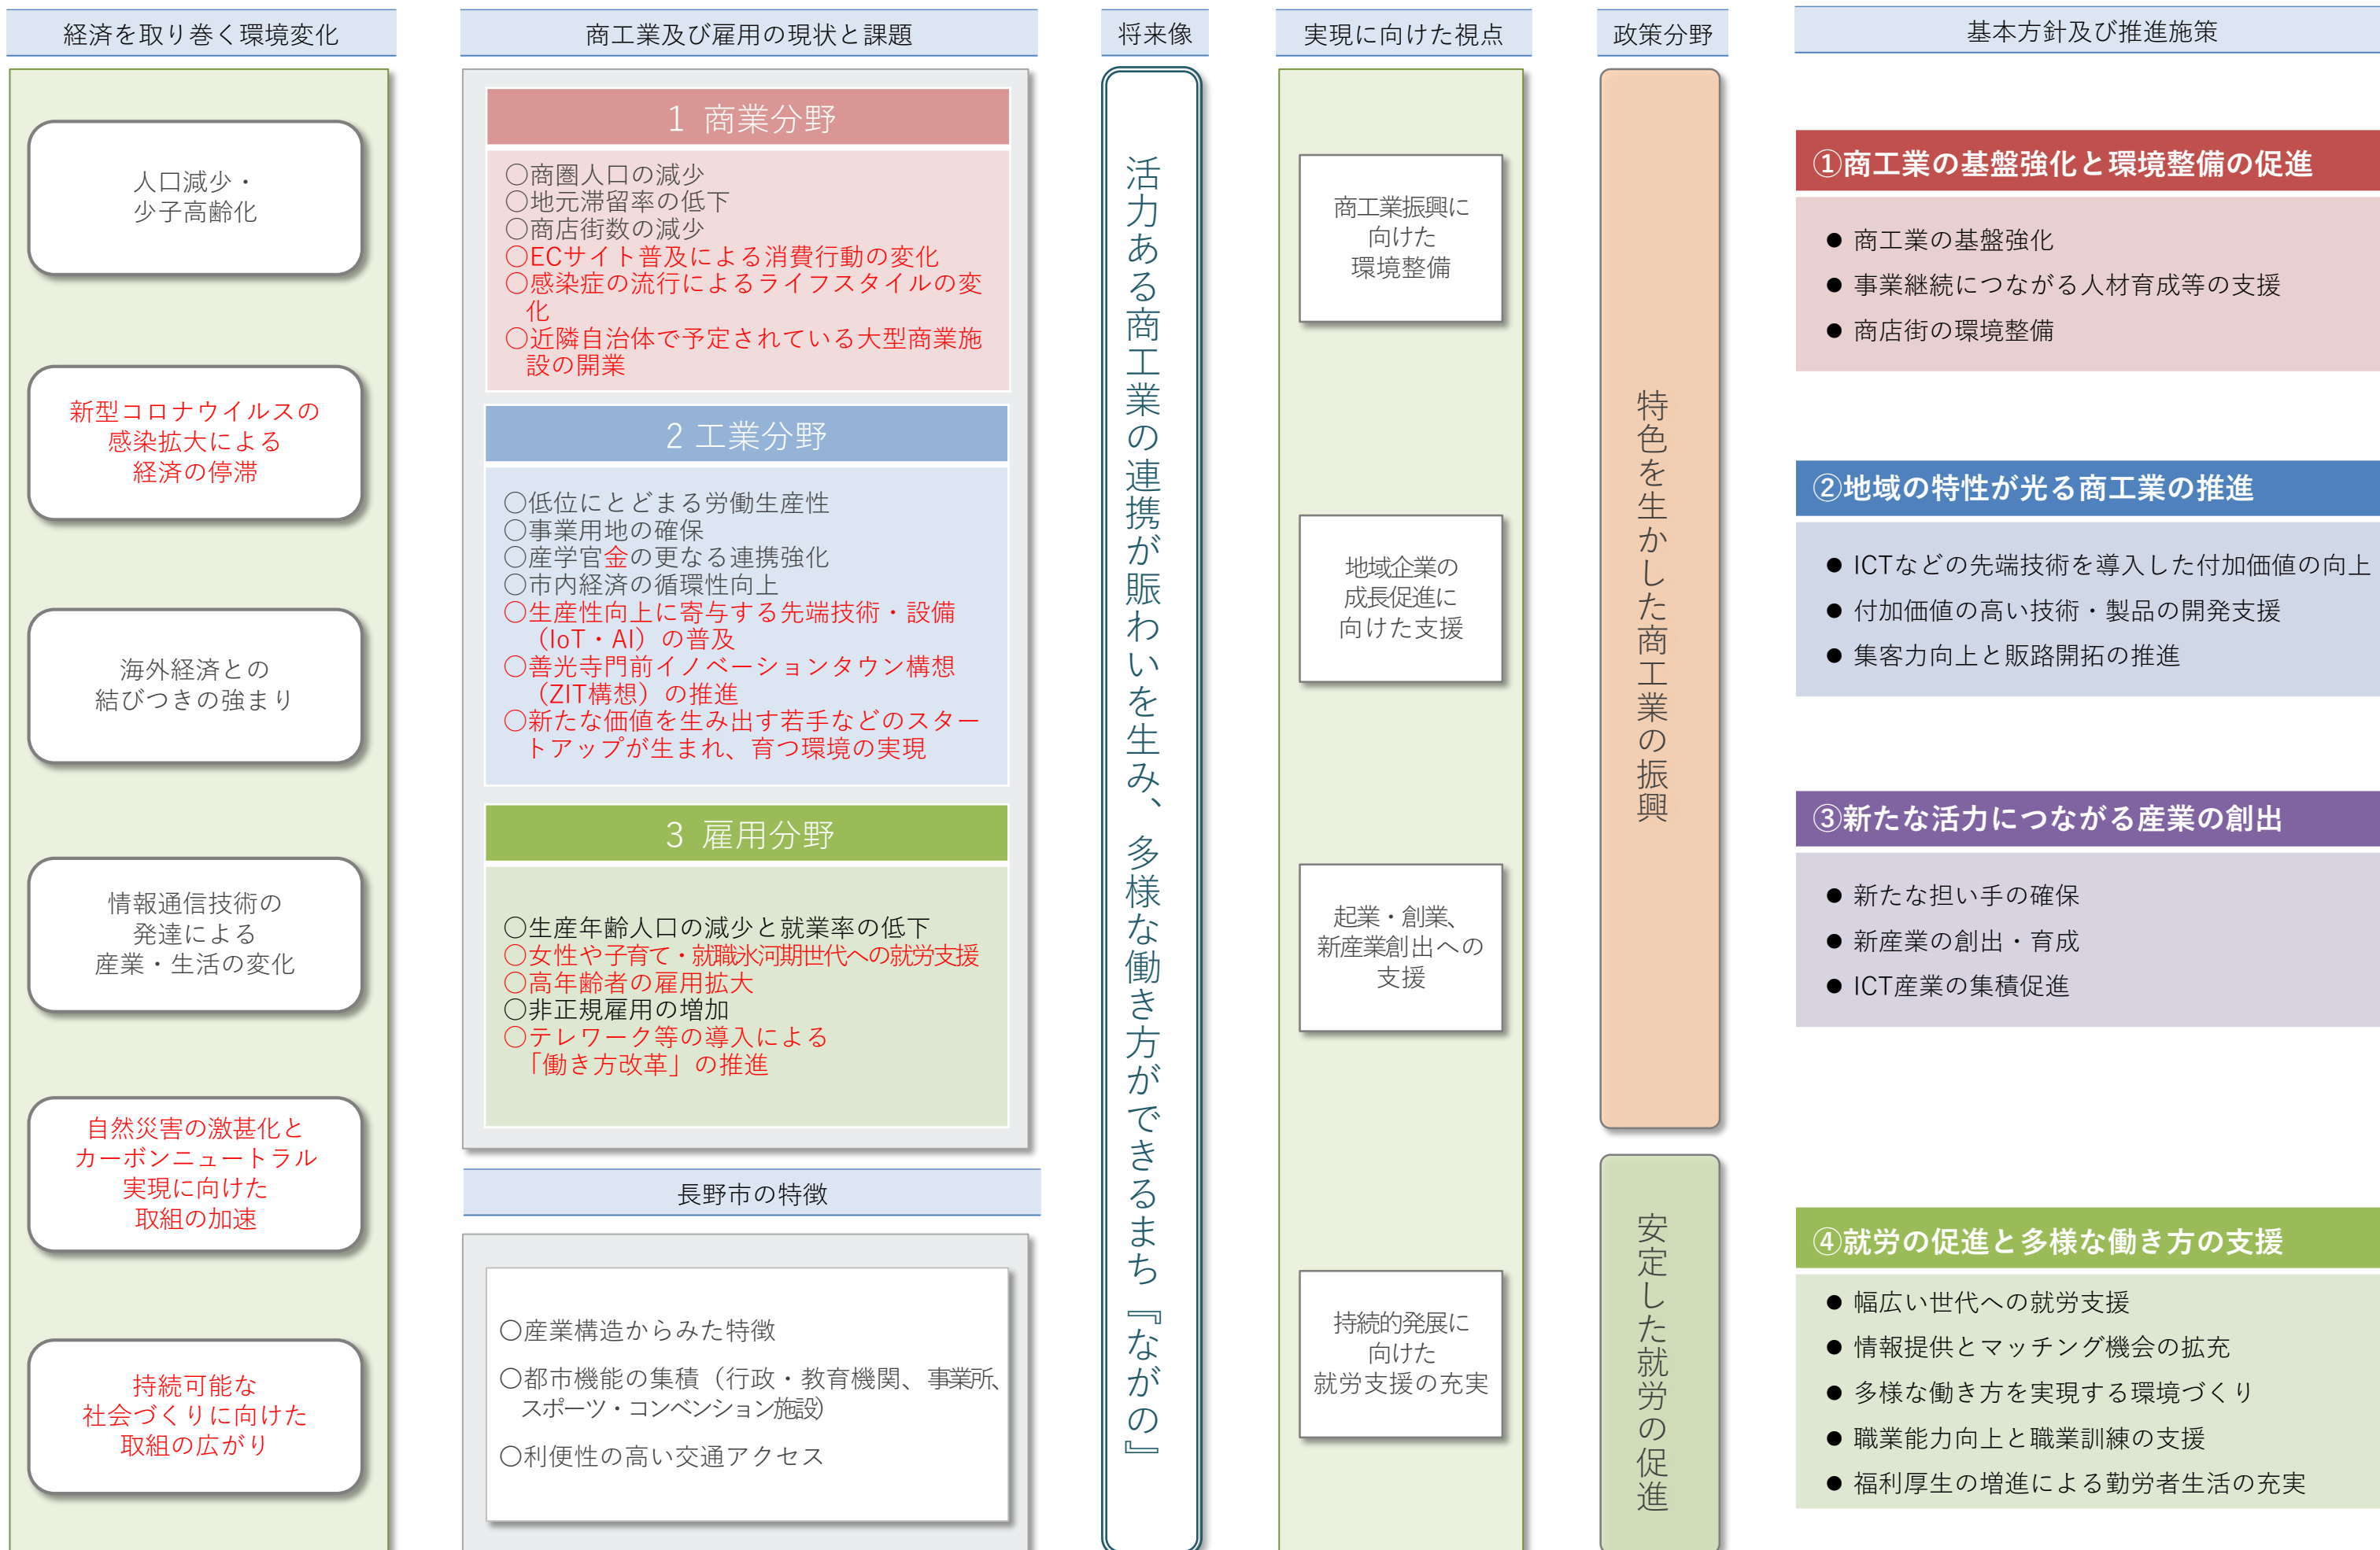 経済を取り巻く環境変化
人口減少・
少子高齢化
新型コロナウイルスの
感染拡大による
経済の停滞
海外経済との
結びつきの強まり
情報通信技術の
発達による
産業・生活の変化
自然災害の激甚化と
カーボンニュートラル
実現に向けた
取組の加速
持続可能な
社会づくりに向けた
取組の広がり
商工業及び雇用の現状と課題
1 商業分野
○商圏人口の減少
○地元滞留率の低下
○商店街数の減少
○ECサイト普及による消費行動の変化
○感染症の流行によるライフスタイルの変
化
○近隣自治体で予定されている大型商業施
設の開業
2 工業分野
○低位にとどまる労働生産性
○事業用地の確保
○産学官金の更なる連携強化
○市内経済の循環性向上
○生産性向上に寄与する先端技術・設備
（IoT・AI）の普及
○善光寺門前イノベーションタウン構想
（ZIT構想）の推進
○新たな価値を生み出す若手などのスター
トアップが生まれ、育つ環境の実現
3 雇用分野
○生産年齢人口の減少と就業率の低下
○女性や子育て・就職氷河期世代への就労支援
○高年齢者の雇用拡大
○非正規雇用の増加
○テレワーク等の導入による
「働き方改革」の推進
長野市の特徴
○産業構造からみた特徴
○都市機能の集積（行政・教育機関、事業所、
スポーツ・コンベンション施設）
○利便性の高い交通アクセス
将来像
活力ある商工業の連携が賑わいを生み、多様な働き方ができるまち『ながの』
実現に向けた視点
商工業振興に
向けた
環境整備
地域企業の
成長促進に
向けた支援
起業・創業、
新産業創出への
支援
持続的発展に
向けた
就労支援の充実
政策分野
特色を生かした商工業の振興
安定した就労の促進
基本方針及び推進施策
①商工業の基盤強化と環境整備の促進
● 商工業の基盤強化
● 事業継続につながる人材育成等の支援
● 商店街の環境整備
②地域の特性が光る商工業の推進
● ICTなどの先端技術を導入した付加価値の向上
● 付加価値の高い技術・製品の開発支援
● 集客力向上と販路開拓の推進
③新たな活力につながる産業の創出
● 新たな担い手の確保
● 新産業の創出・育成
● ICT産業の集積促進
④就労の促進と多様な働き方の支援
● 幅広い世代への就労支援
● 情報提供とマッチング機会の拡充
● 多様な働き方を実現する環境づくり
● 職業能力向上と職業訓練の支援
● 福利厚生の増進による勤労者生活の充実